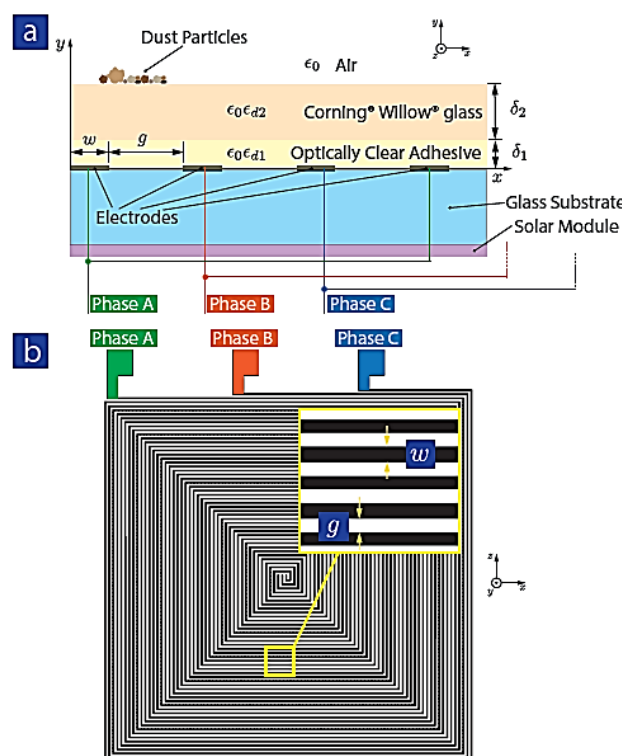 a
y
Dust Particles
ϵ0 Air
y
z
x
w
g
ϵ0ϵd2
Corning® Willow® glass
δ2
ϵ0ϵd1
Optically Clear Adhesive
δ1
x
Electrodes
Glass Substrate
Solar Module
Phase A
Phase B
Phase C
b
Phase A
Phase B
Phase C
w
g
z
y
x